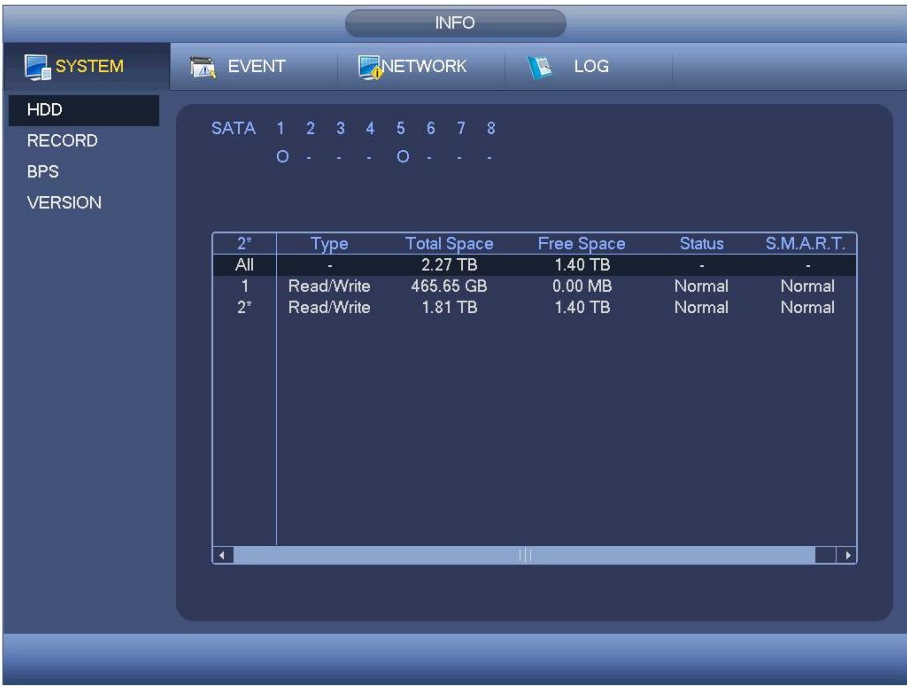 INFO
SYSTEM EVENT NETWORK LOG
HDD
RECORD
BPS
VERSION
SATA 1 2 3 4 5 6 7 8
O - - - O - - -
2* Type Total Space Free Space Status S.M.A.R.T.
All - 2.27 TB 1.40 TB - -
1 Read/Write 465.65 GB 0.00 MB Normal Normal
2* Read/Write 1.81 TB 1.40 TB Normal Normal